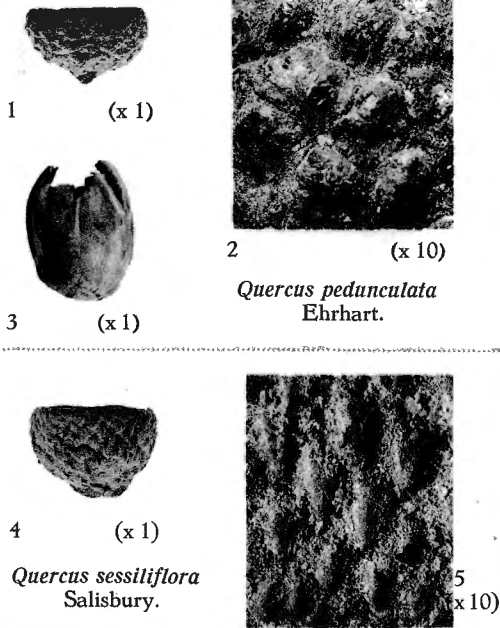 1 (x 1)
2 (x 10)
3 (x 1)
Quercus pedunculata
Ehrhart.
4 (x 1)
5
x 10)
Quercus sessiliflora
Salisbury.